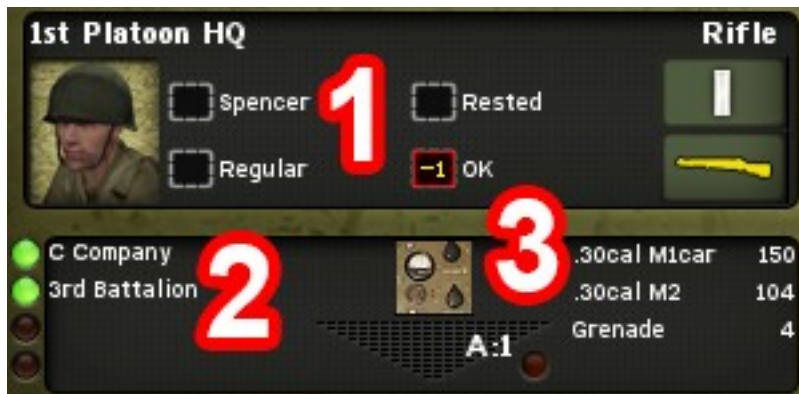 1st Platoon HQ Rifle
Spencer 1 Rested
Regular -1 OK
C Company 2 3 .30cal M1car 150
3rd Battalion .30cal M2 104
A:1 Grenade 4